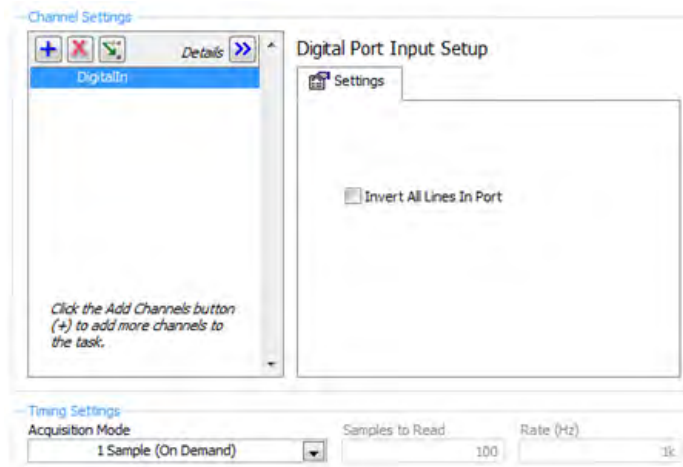 Channel Settings
Details
DigitalIn
Click the Add Channels button
(+) to add more channels to
the task.
Digital Port Input Setup
Settings
Invert All Lines In Port
Timing Settings
Acquisition Mode
1 Sample (On Demand)
Samples to Read
100
Rate (Hz)
1k